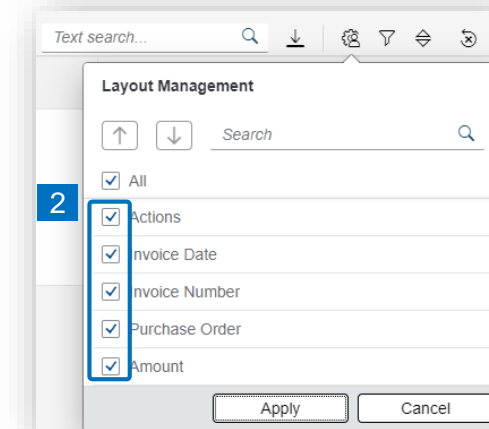 Text search...
Layout Management
Search
All
2
Actions
Invoice Date
Invoice Number
Purchase Order
Amount
Apply Cancel